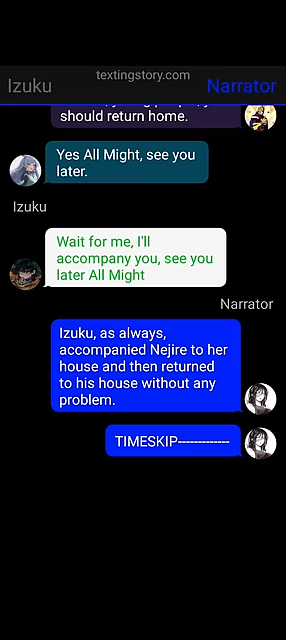 textingstory.com
Izuku
Narrator
should return home.
Yes All Might, see you
later.
Izuku
Wait for me, I'll
accompany you, see you
later All Might
Narrator
Izuku, as always,
accompanied Nejire to her
house and then returned
to his house without any
problem.
TIMESKIP-------------